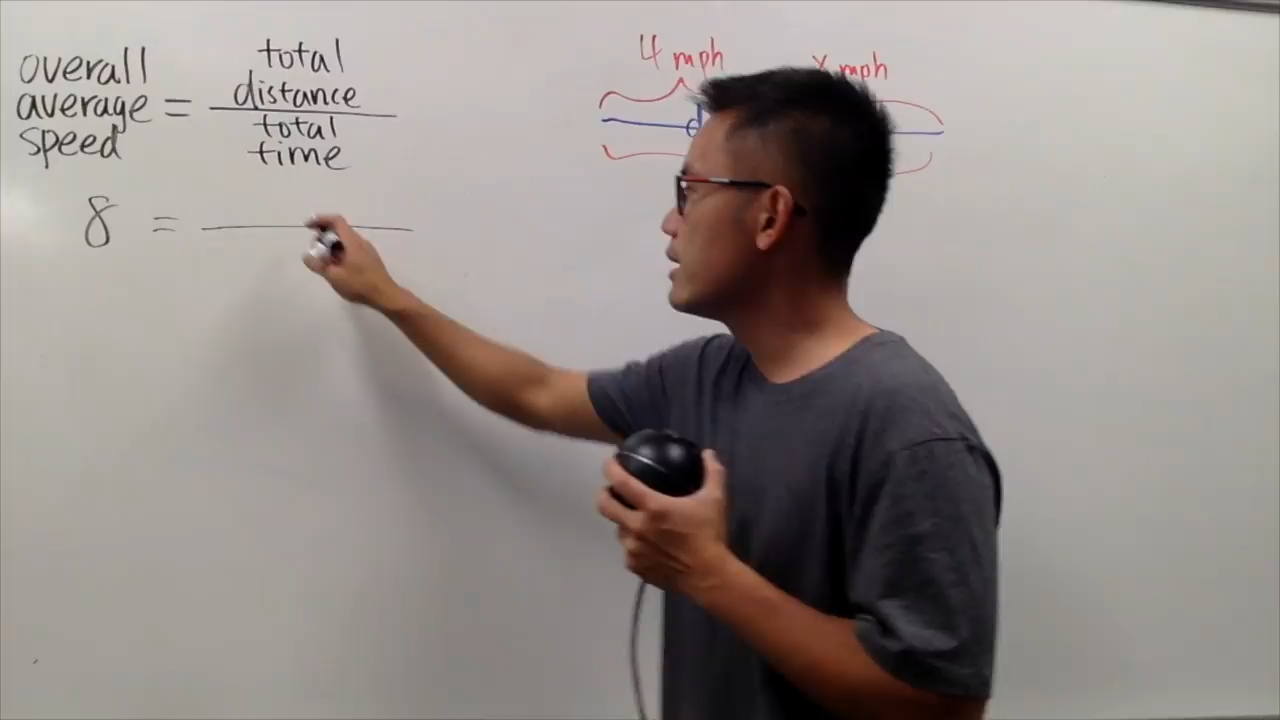 overall
average =
speed
total
distance
total
time
8 =
4 mph
x mph
d